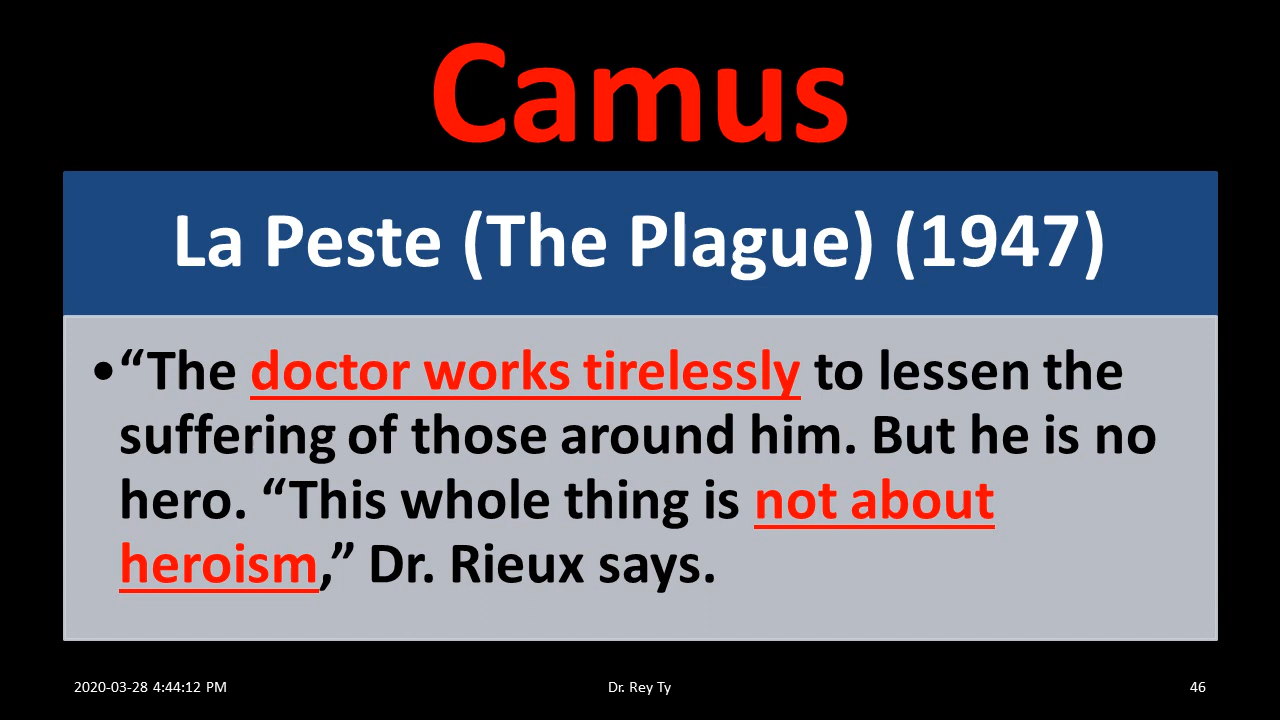 Camus
La Peste (The Plague) (1947)
•“The doctor works tirelessly to lessen the
suffering of those around him. But he is no
hero. “This whole thing is not about
heroism,” Dr. Rieux says.
2020-03-28 4:44:12 PM
Dr. Rey Ty
46